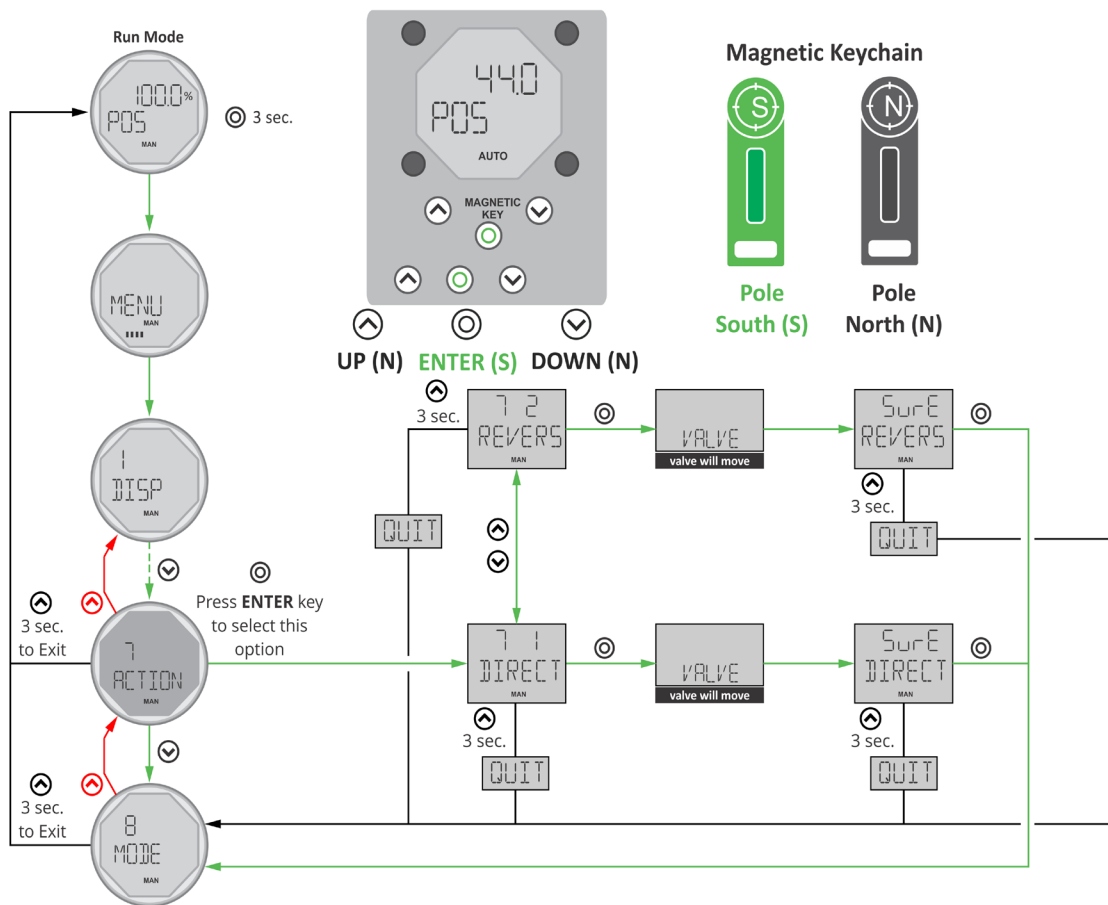 Run Mode
100.0%
POS
MAN
3 sec.
44.0
POS
AUTO
MAGNETIC
KEY
UP (N)
ENTER (S)
DOWN (N)
Magnetic Keychain
S
N
Pole
South (S)
Pole
North (N)
MENU
MAN
1
DISP
MAN
3 sec.
to Exit
Press ENTER key
to select this
option
7
ACTION
MAN
3 sec.
to Exit
8
MODE
MAN
3 sec.
7 2
REVERS
MAN
VALVE
valve will move
SurE
REVERS
MAN
QUIT
3 sec.
QUIT
7 1
DIRECT
MAN
VALVE
valve will move
SurE
DIRECT
MAN
3 sec.
QUIT
3 sec.
QUIT